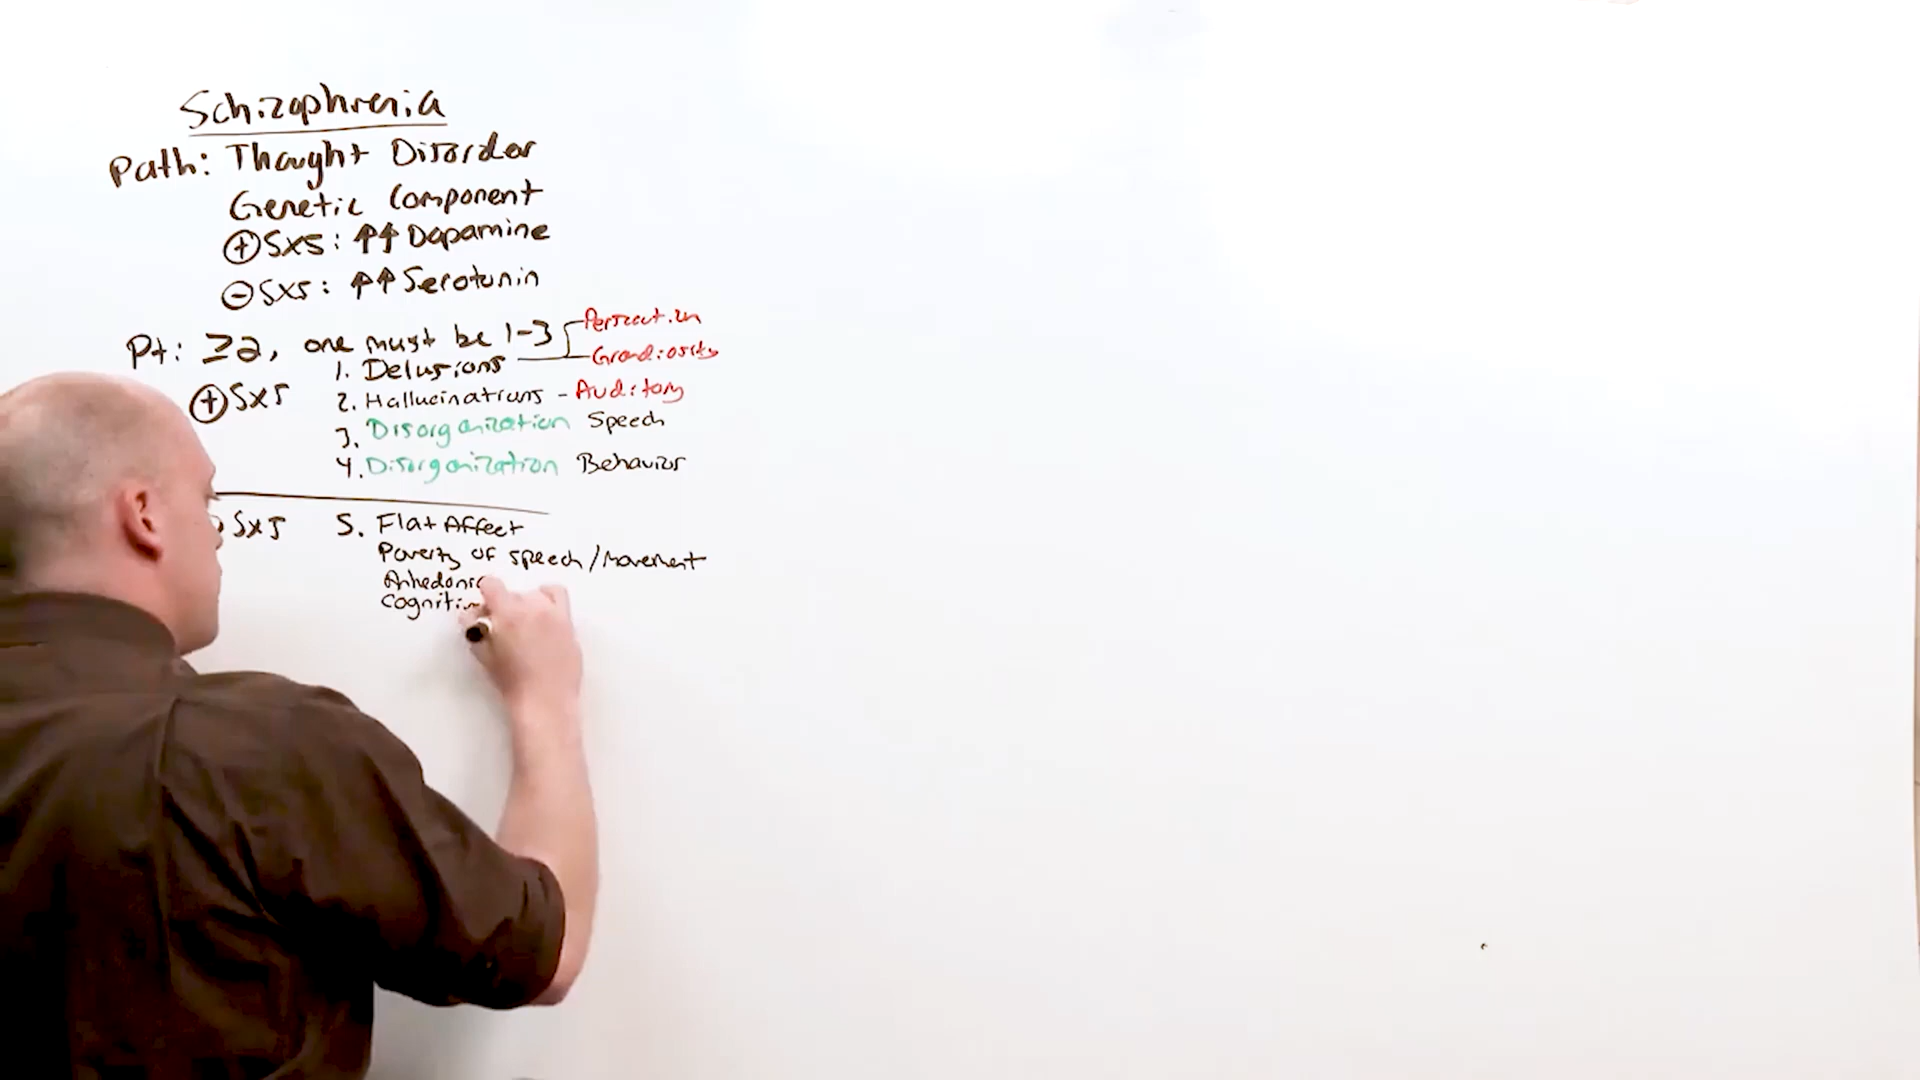 Schizophrenia
Path: Thought Disorder
Genetic Component
⊕ Sxs: ↑↑ Dopamine
⊖ Sxs: ↑↑ Serotonin
Pt: ≥2, one must be 1-3
Persecution
1. Delusions
Grandiosity
⊕ Sxs
2. Hallucinations - Auditory
3. Disorganization Speech
4. Disorganization Behavior
Sxs 5. Flat Affect
Poverty of speech/movement
Anhedonia